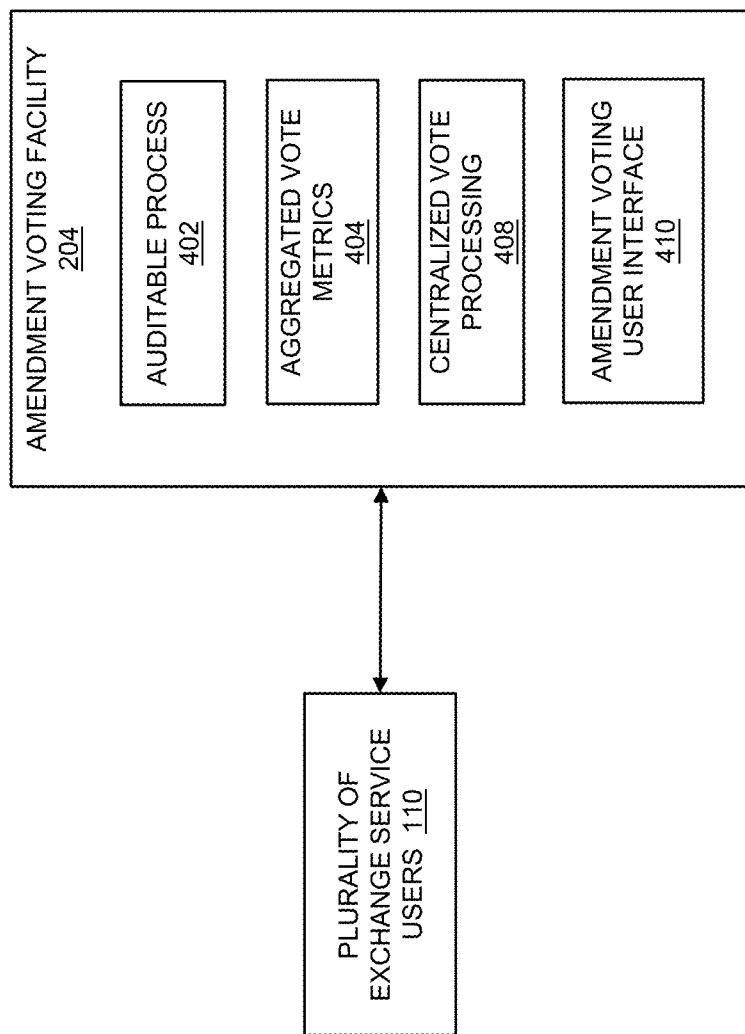 AMENDMENT VOTING FACILITY
204
AUDITABLE PROCESS
402
AGGREGATED VOTE
METRICS
404
CENTRALIZED VOTE
PROCESSING
408
AMENDMENT VOTING
USER INTERFACE
410
PLURALITY OF
EXCHANGE SERVICE
USERS 110